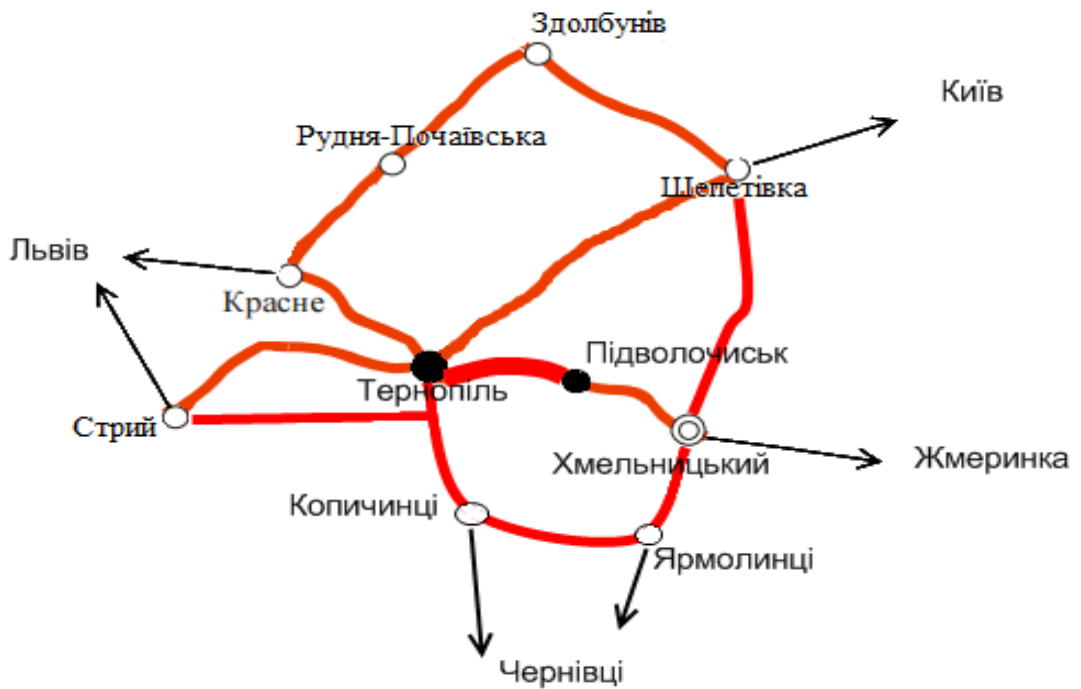 Здолбунів
Київ
Рудня-Почаївська
Шепетівка
Львів
Красне
Підволочиськ
Тернопіль
Стрий
Хмельницький
Жмеринка
Копичинці
Ярмолинці
Чернівці